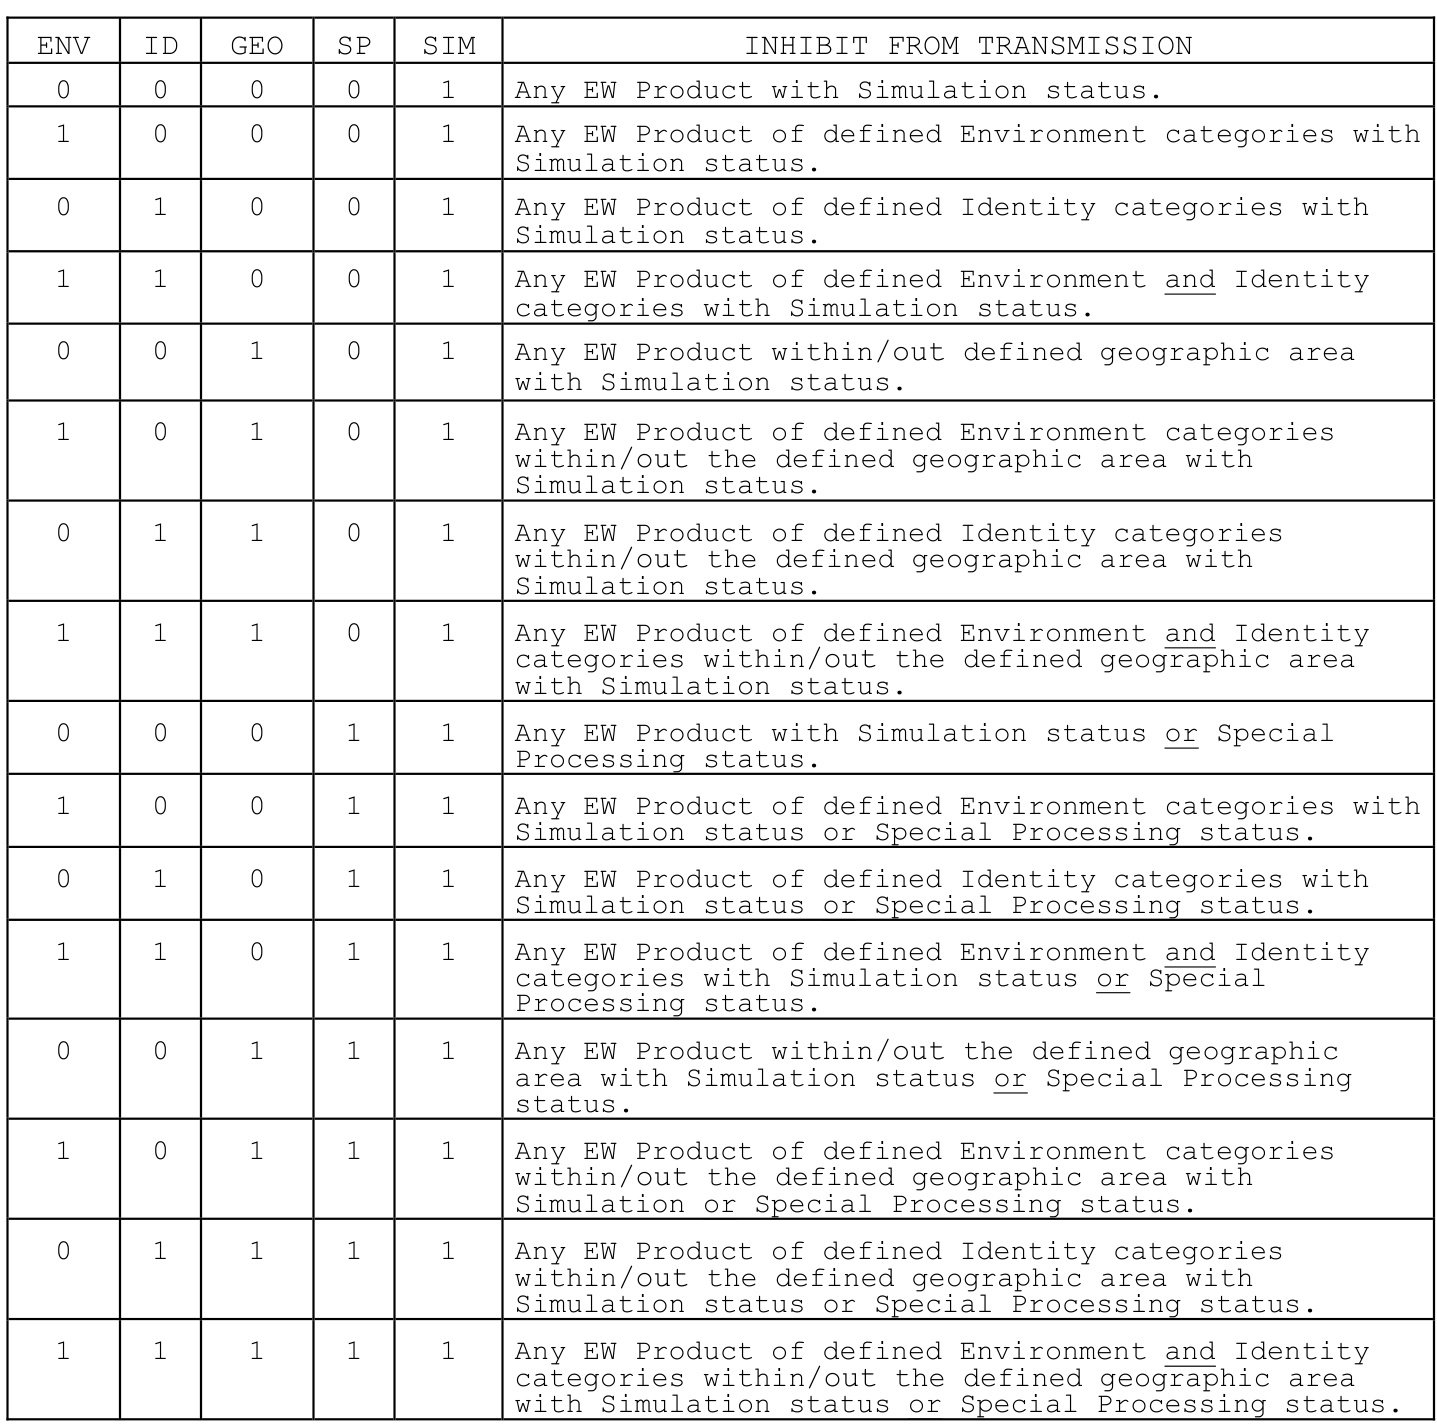 ENV ID GEO SP SIM INHIBIT FROM TRANSMISSION
0 0 0 0 1 Any EW Product with Simulation status.
1 0 0 0 1 Any EW Product of defined Environment categories with
Simulation status.
0 1 0 0 1 Any EW Product of defined Identity categories with
Simulation status.
1 1 0 0 1 Any EW Product of defined Environment and Identity
categories with Simulation status.
0 0 1 0 1 Any EW Product within/out defined geographic area
with Simulation status.
1 0 1 0 1 Any EW Product of defined Environment categories
within/out the defined geographic area with
Simulation status.
0 1 1 0 1 Any EW Product of defined Identity categories
within/out the defined geographic area with
Simulation status.
1 1 1 0 1 Any EW Product of defined Environment and Identity
categories within/out the defined geographic area
with Simulation status.
0 0 0 1 1 Any EW Product with Simulation status or Special
Processing status.
1 0 0 1 1 Any EW Product of defined Environment categories with
Simulation status or Special Processing status.
0 1 0 1 1 Any EW Product of defined Identity categories with
Simulation status or Special Processing status.
1 1 0 1 1 Any EW Product of defined Environment and Identity
categories with Simulation status or Special
Processing status.
0 0 1 1 1 Any EW Product within/out the defined geographic
area with Simulation status or Special Processing
status.
1 0 1 1 1 Any EW Product of defined Environment categories
within/out the defined geographic area with
Simulation or Special Processing status.
0 1 1 1 1 Any EW Product of defined Identity categories
within/out the defined geographic area with
Simulation status or Special Processing status.
1 1 1 1 1 Any EW Product of defined Environment and Identity
categories within/out the defined geographic area
with Simulation status or Special Processing status.